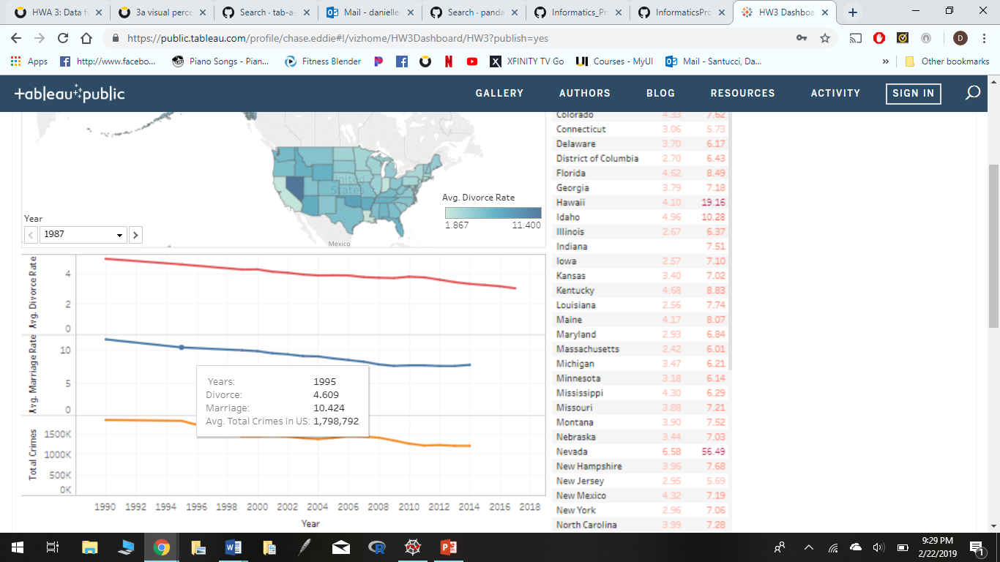 HWA 3: Data f
3a visual perce
Search · tab-a-
Mail - danielle
Search · panda
Informatics_Pro
InformaticsPro
HW3 Dashboa
https://public.tableau.com/profile/chase.eddie#!/vizhome/HW3Dashboard/HW3?publish=yes
D
Apps
http://www.facebo...
Piano Songs - Pian...
Fitness Blender
XFINITY TV Go
Courses - MyUI
Mail - Santucci, Da...
»
Other bookmarks
+ableau+public
GALLERY
AUTHORS
BLOG
RESOURCES
ACTIVITY
SIGN IN
United
States
Mexico
Avg. Divorce Rate
1.867 11.400
Year
1987
Avg. Divorce Rate
4
2
0
Avg. Marriage Rate
10
5
0
Years: 1995
Divorce: 4.609
Marriage: 10.424
Avg. Total Crimes in US: 1,798,792
Total Crimes
1500K
1000K
500K
0K
1990 1992 1994 1996 1998 2000 2002 2004 2006 2008 2010 2012 2014 2016 2018
Year
Colorado 4.33 7.62
Connecticut 3.06 5.73
Delaware 3.70 6.17
District of Columbia 2.70 6.43
Florida 4.62 8.49
Georgia 3.79 7.18
Hawaii 4.10 19.16
Idaho 4.96 10.28
Illinois 2.67 6.37
Indiana 7.51
Iowa 2.57 7.10
Kansas 3.40 7.02
Kentucky 4.68 8.83
Louisiana 2.56 7.74
Maine 4.17 8.07
Maryland 2.93 6.84
Massachusetts 2.42 6.01
Michigan 3.47 6.21
Minnesota 3.18 6.14
Mississippi 4.30 6.29
Missouri 3.88 7.21
Montana 3.90 7.52
Nebraska 3.44 7.03
Nevada 6.58 56.49
New Hampshire 3.96 7.68
New Jersey 2.95 5.69
New Mexico 4.32 7.19
New York 2.96 7.06
North Carolina 3.99 7.28
9:29 PM
2/22/2019
1